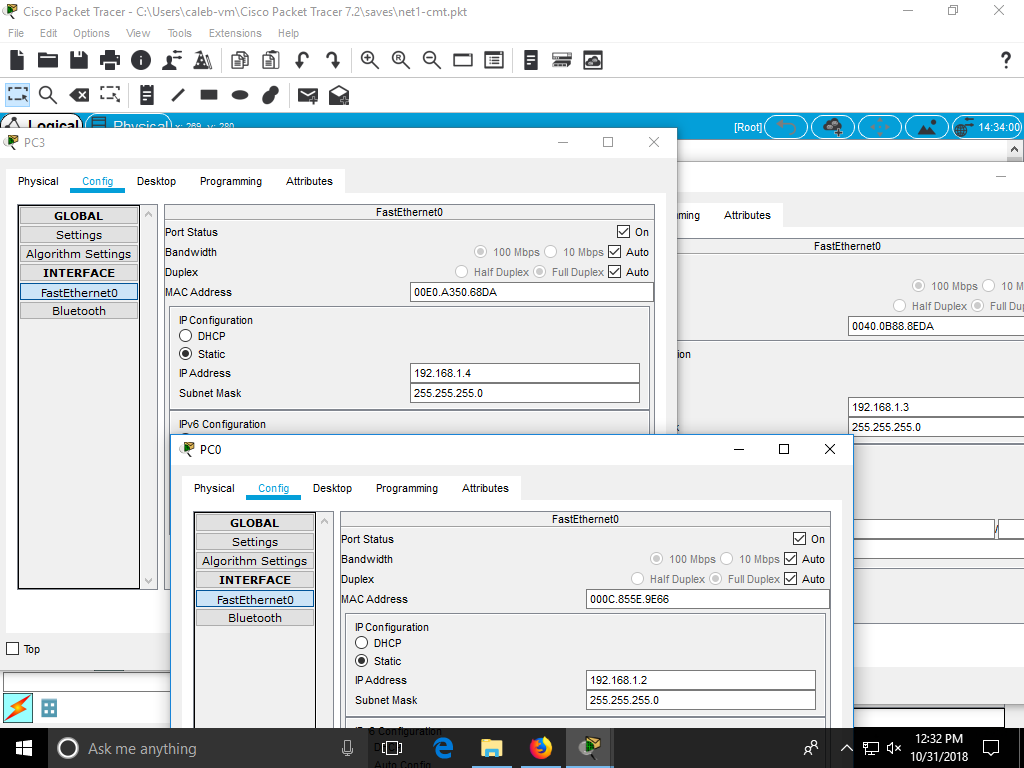 Cisco Packet Tracer - C:\Users\caleb-vm\Cisco Packet Tracer 7.2\saves\net1-cmt.pkt
File Edit Options View Tools Extensions Help
Logical Physical x: 269, y: 280 [Root] 14:34:00
PC3
Physical Config Desktop Programming Attributes
GLOBAL
Settings
Algorithm Settings
INTERFACE
FastEthernet0
Bluetooth
FastEthernet0
Port Status On
Bandwidth 100 Mbps 10 Mbps Auto
Duplex Half Duplex Full Duplex Auto
MAC Address 00E0.A350.68DA
IP Configuration
DHCP
Static
IP Address 192.168.1.4
Subnet Mask 255.255.255.0
IPv6 Configuration
Top
ming Attributes
FastEthernet0
100 Mbps 10 M
Half Duplex Full Dup
0040.0B88.8EDA
ion
192.168.1.3
255.255.255.0
/
PC0
Physical Config Desktop Programming Attributes
GLOBAL
Settings
Algorithm Settings
INTERFACE
FastEthernet0
Bluetooth
FastEthernet0
Port Status On
Bandwidth 100 Mbps 10 Mbps Auto
Duplex Half Duplex Full Duplex Auto
MAC Address 000C.855E.9E66
IP Configuration
DHCP
Static
IP Address 192.168.1.2
Subnet Mask 255.255.255.0
Configuration
Auto Config
Ask me anything
12:32 PM
10/31/2018